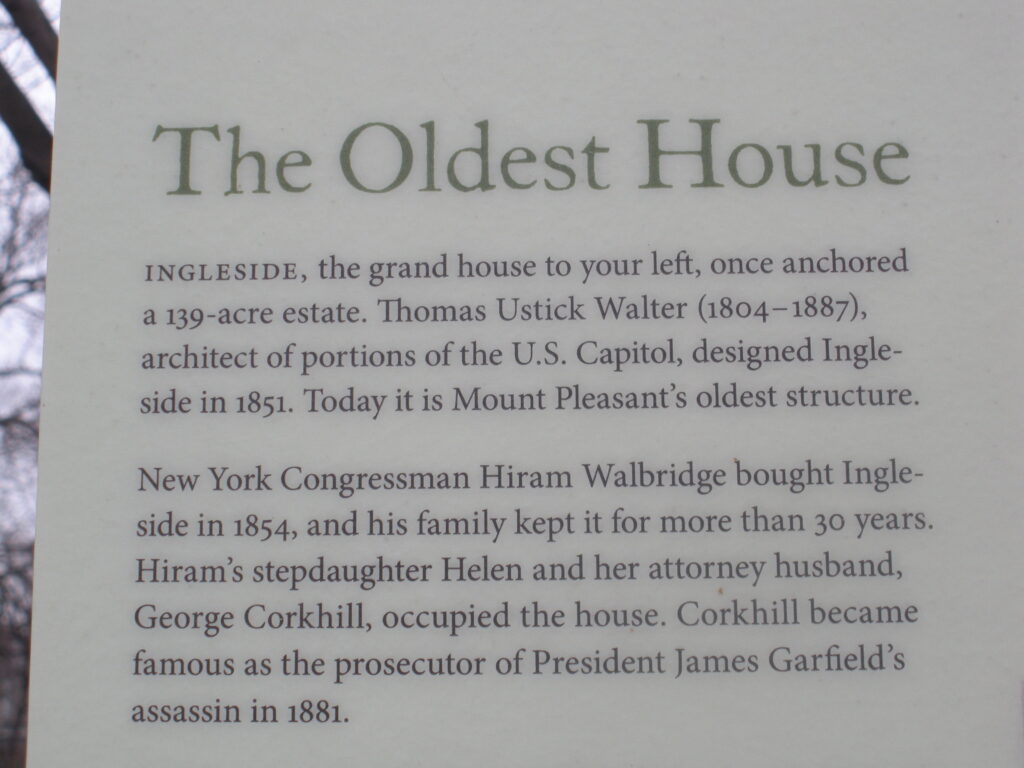 The Oldest House
INGLESIDE, the grand house to your left, once anchored
a 139-acre estate. Thomas Ustick Walter (1804–1887),
architect of portions of the U.S. Capitol, designed Ingle-
side in 1851. Today it is Mount Pleasant's oldest structure.
New York Congressman Hiram Walbridge bought Ingle-
side in 1854, and his family kept it for more than 30 years.
Hiram's stepdaughter Helen and her attorney husband,
George Corkhill, occupied the house. Corkhill became
famous as the prosecutor of President James Garfield's
assassin in 1881.